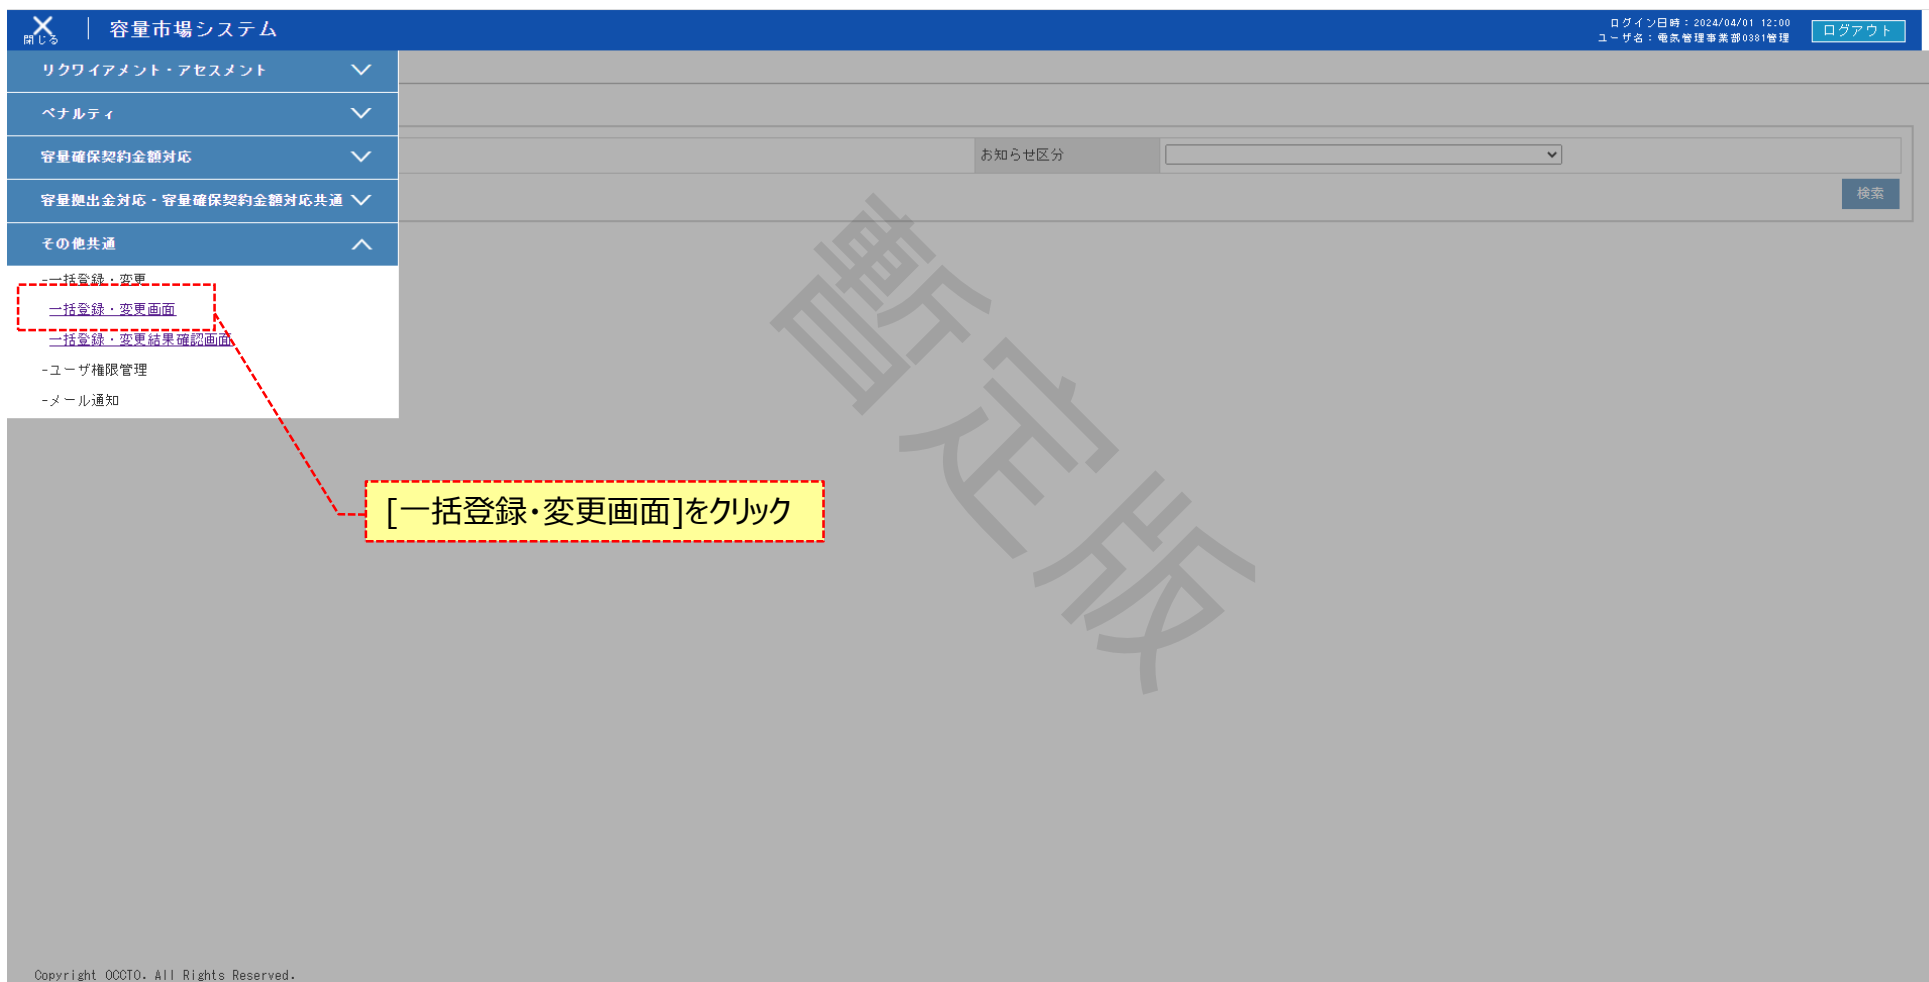 閉じる
容量市場システム
ログイン日時：2024/04/01 12:00
ユーザ名：電気管理事業部0381管理
ログアウト
リクワイアメント・アセスメント
ペナルティ
容量確保契約金額対応
お知らせ区分
容量拠出金対応・容量確保契約金額対応共通
検索
その他共通
-一括登録・変更
一括登録・変更画面
一括登録・変更結果確認画面
-ユーザ権限管理
-メール通知
[一括登録・変更画面]をクリック
暫定版
Copyright OCCTO. All Rights Reserved.